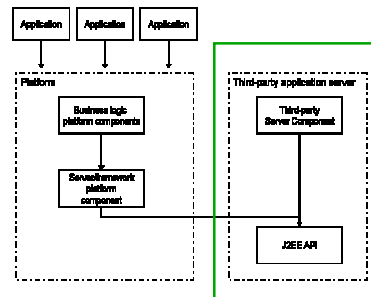 Application
Application
Application
Platform
Third-party application server
Business logic
platform components
Third-party
Server Component
Server/framework
platform
component
J2EE API